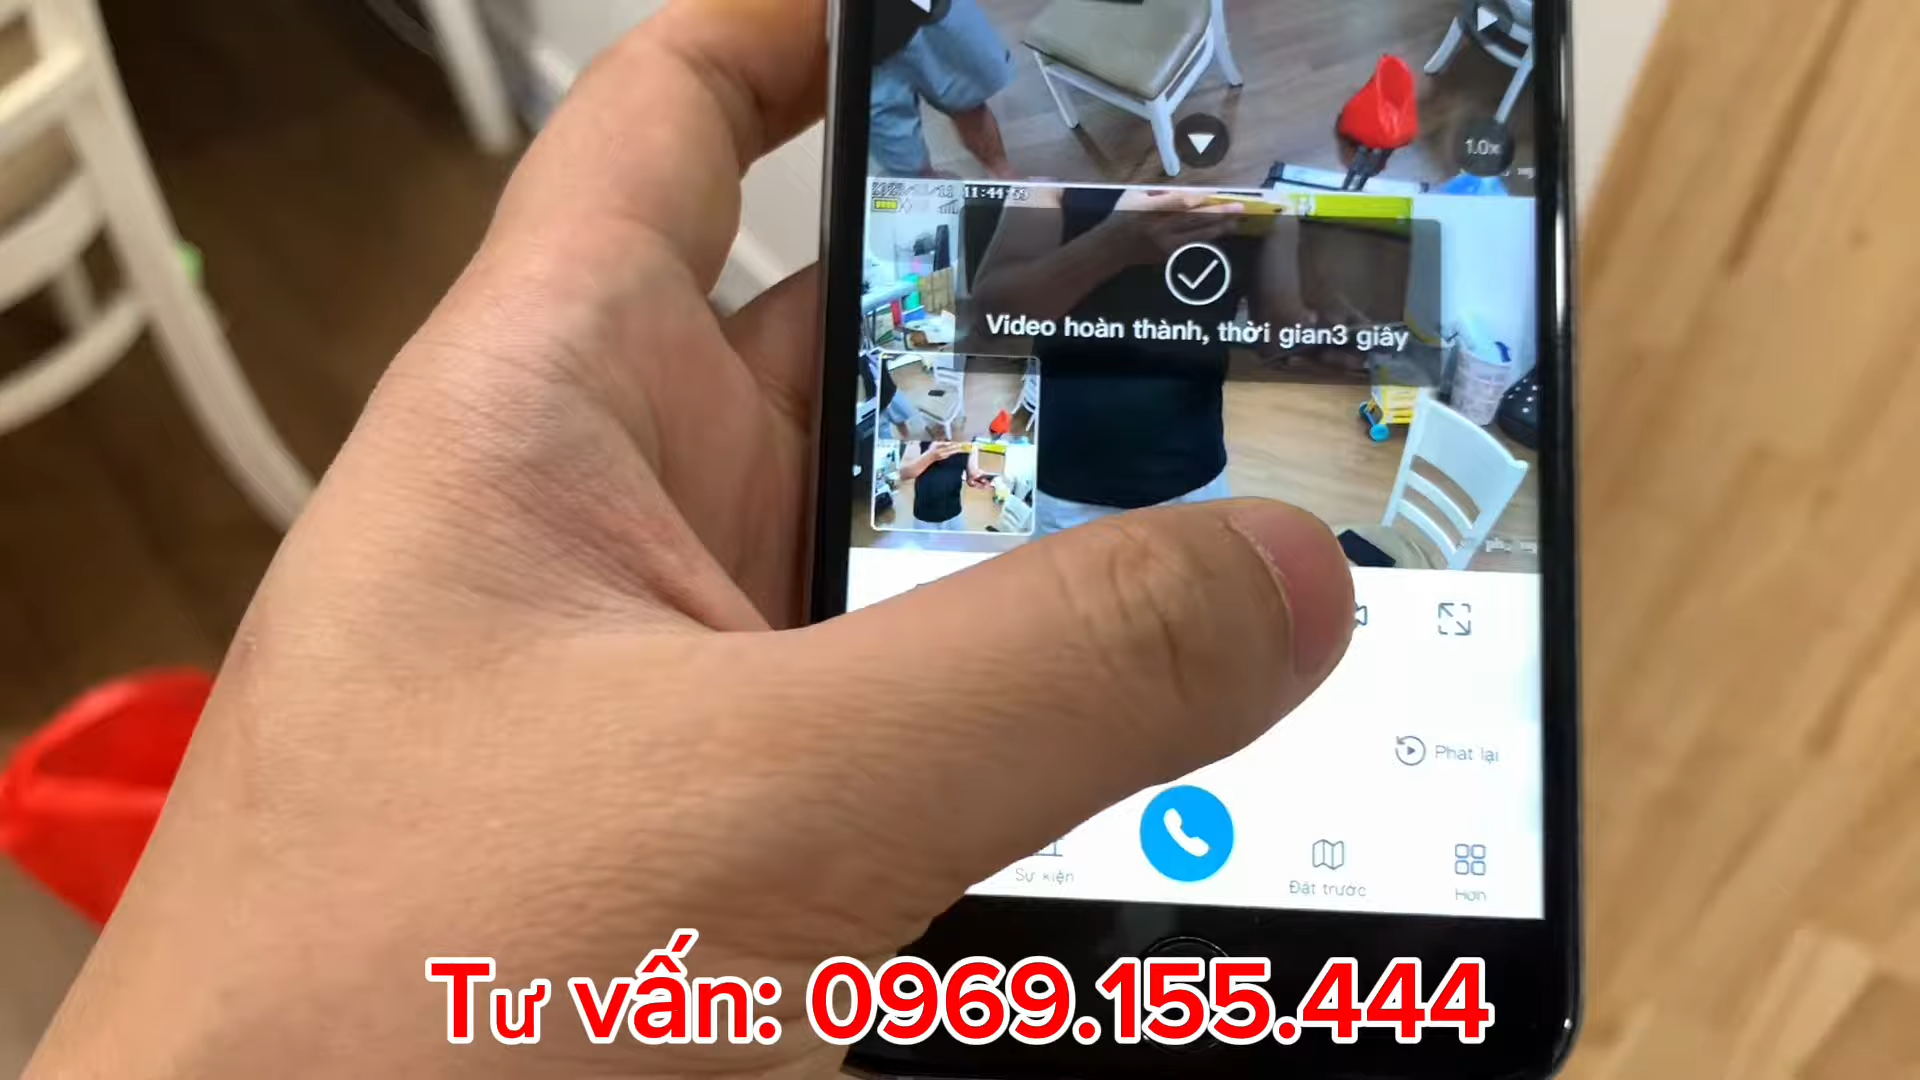 1.0x
11:44:59
Video hoàn thành, thời gian3 giây
Phát lại
Sự kiện
Đặt trước
Hơn
Tư vấn: 0969.155.444